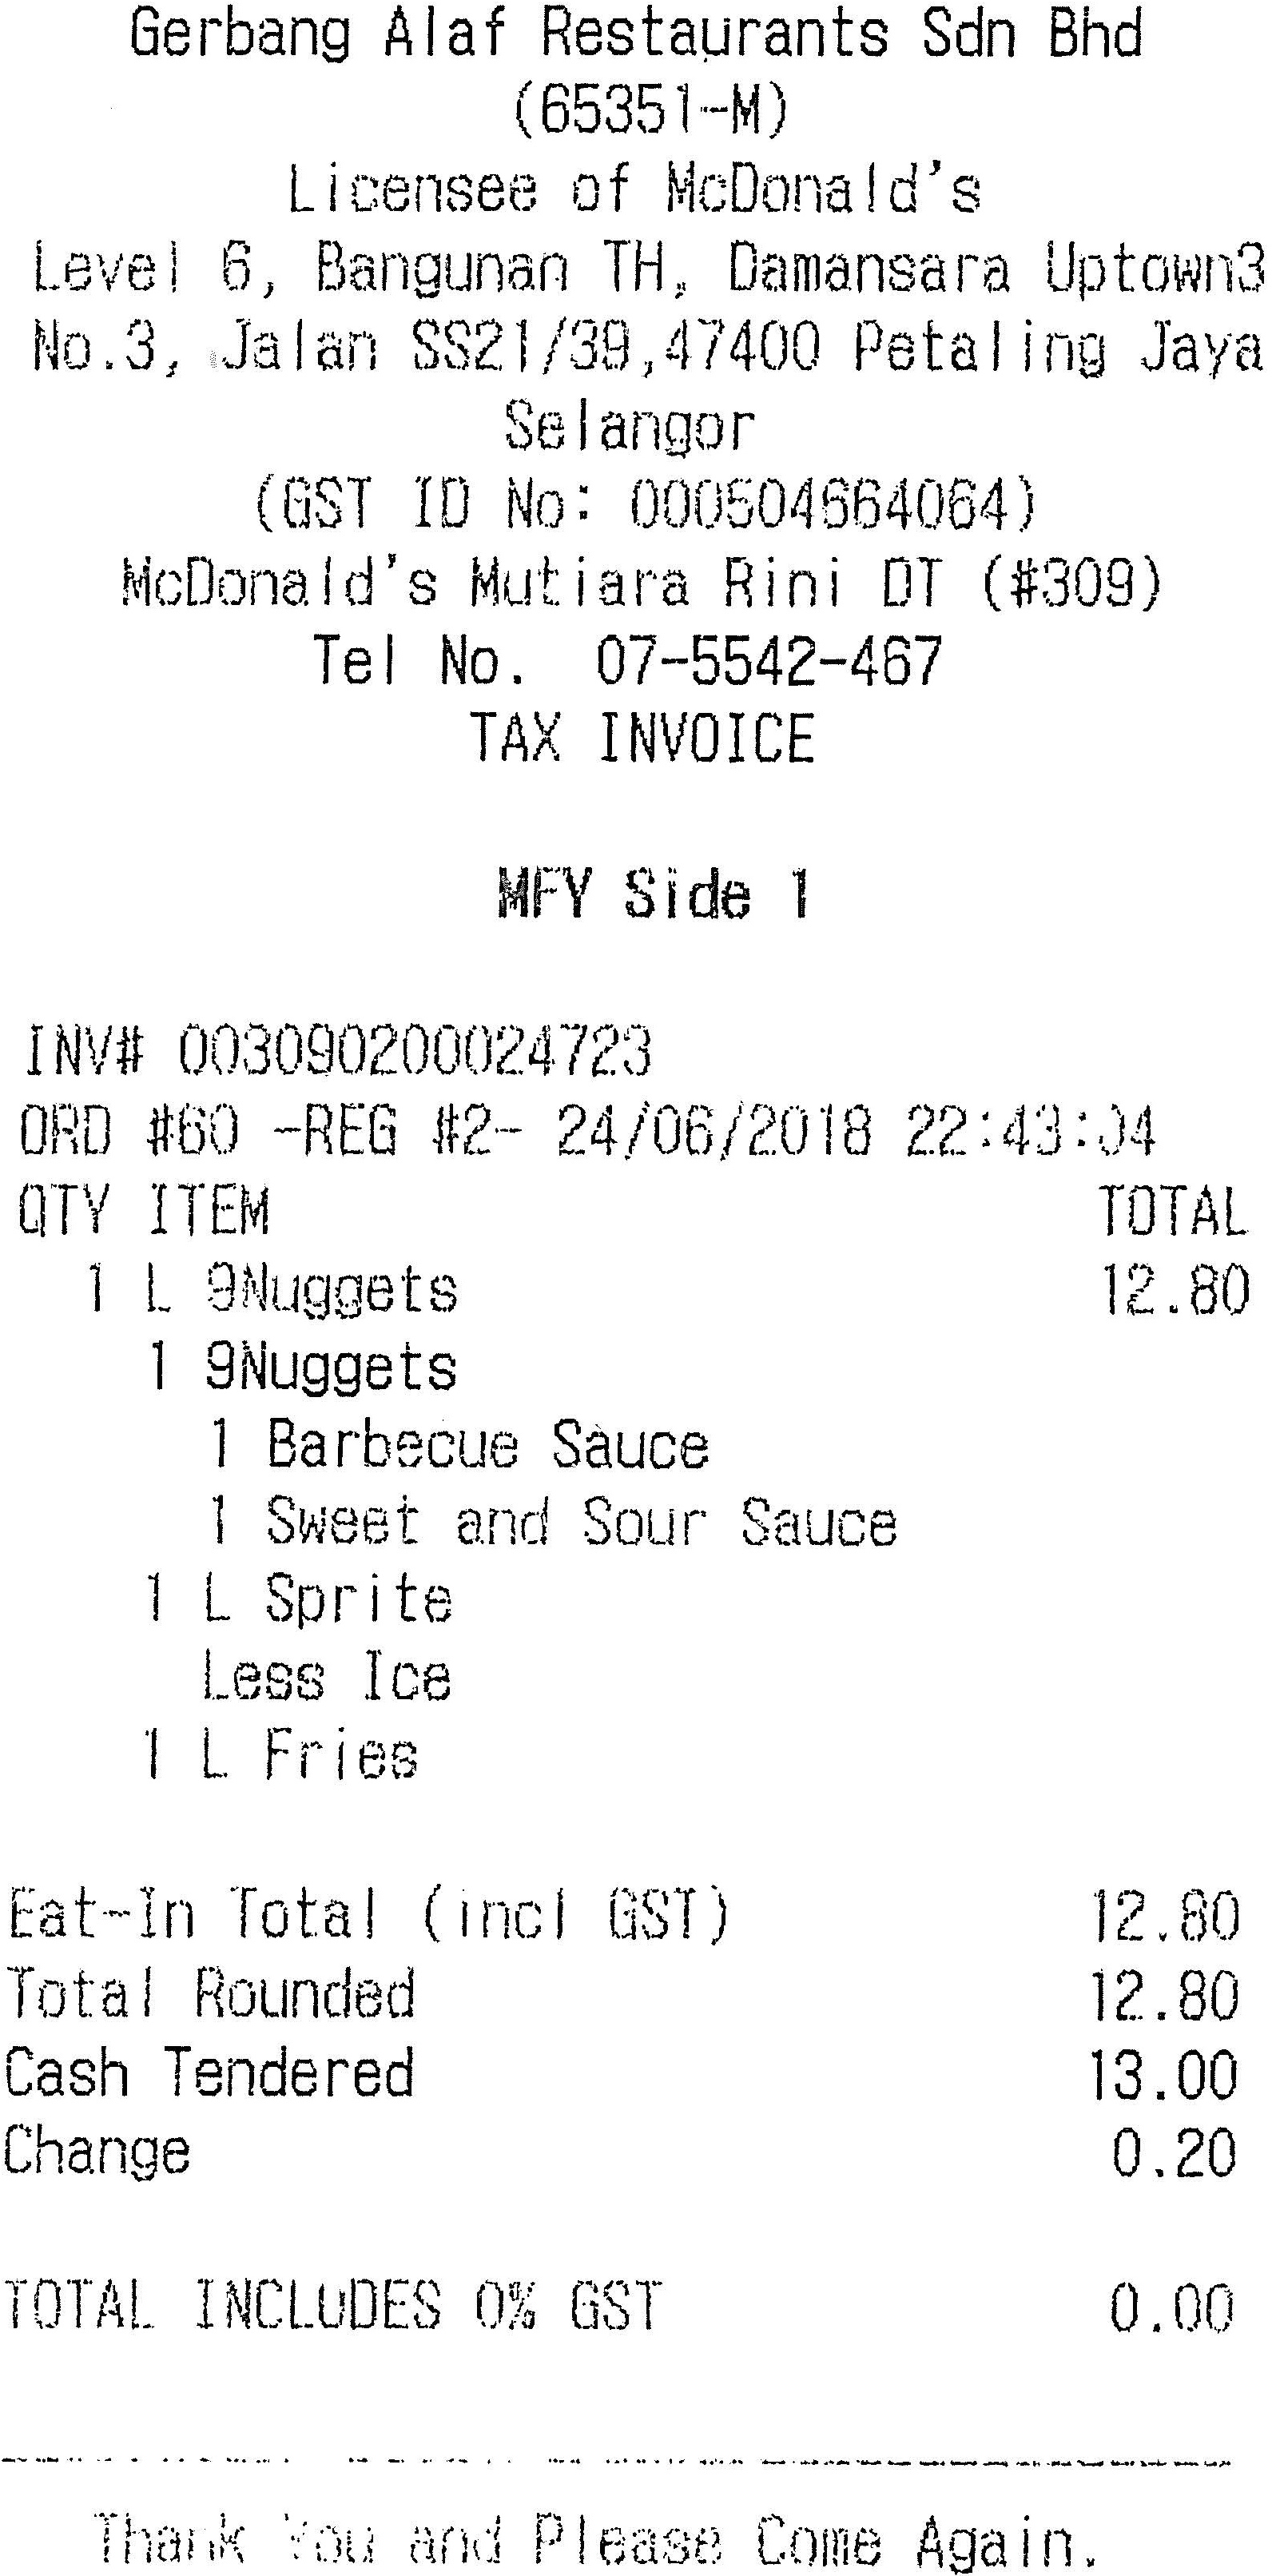 Gerbang Alaf Restaurants Sdn Bhd
(65351-M)
Licensee of McDonald's
Level 6, Bangunan TH, Damansara Uptown3
No.3, Jalan SS21/39,47400 Petaling Jaya
Selangor
(GST ID No: 000504664064)
McDonald's Mutiara Rini DT (#309)
Tel No. 07-5542-467
TAX INVOICE
MFY Side 1
INV# 003090200024723
ORD #60 -REG #2- 24/06/2018 22:43:04
QTY ITEM TOTAL
1 L 9Nuggets 12.80
1 9Nuggets
1 Barbecue Sauce
1 Sweet and Sour Sauce
1 L Sprite
Less Ice
1 L Fries
Eat-In Total (incl GST) 12.80
Total Rounded 12.80
Cash Tendered 13.00
Change 0.20
TOTAL INCLUDES 0% GST 0.00
Thank You and Please Come Again.